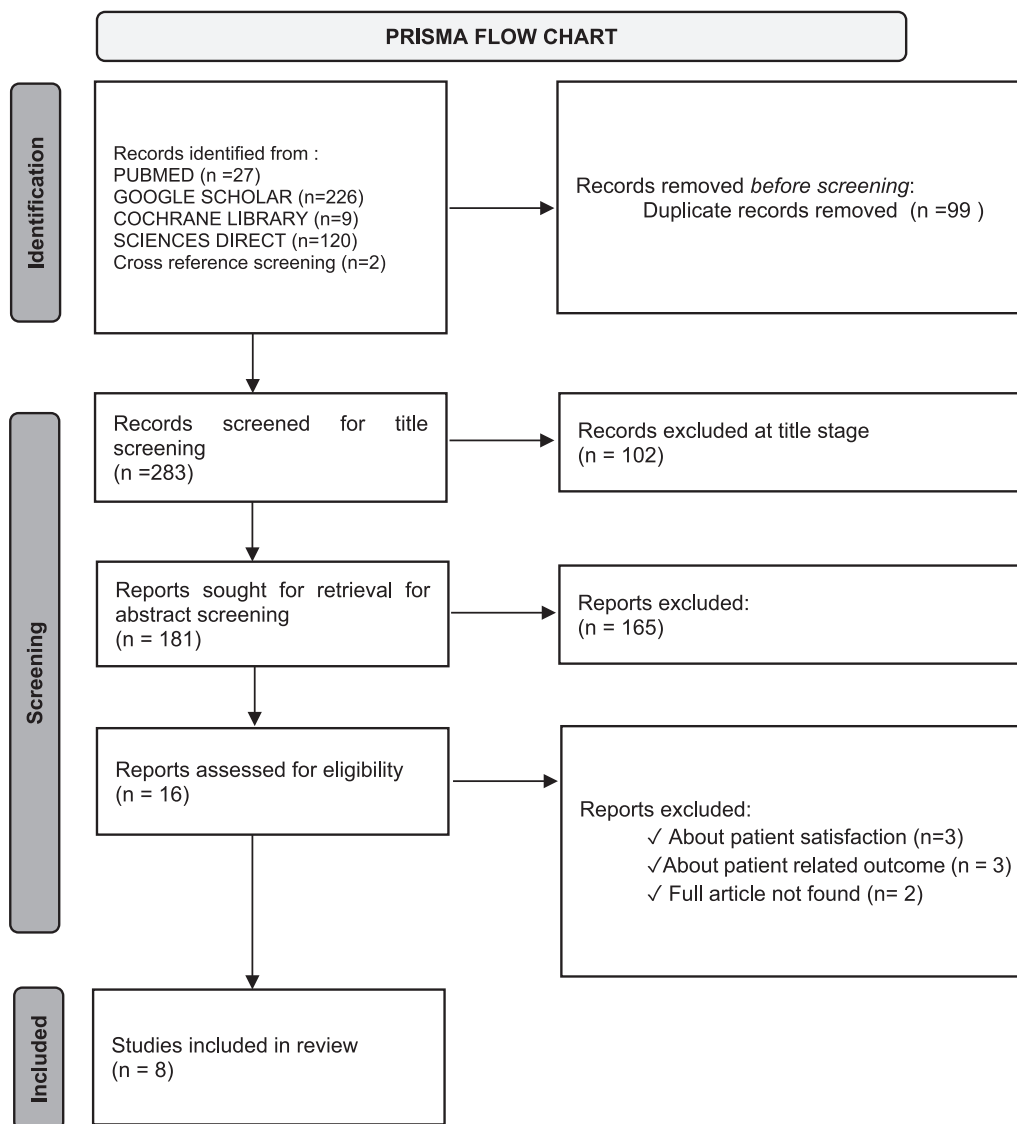 PRISMA FLOW CHART
Identification
Records identified from :
PUBMED (n =27)
GOOGLE SCHOLAR (n=226)
COCHRANE LIBRARY (n=9)
SCIENCES DIRECT (n=120)
Cross reference screening (n=2)
Records removed before screening:
Duplicate records removed (n =99 )
Screening
Records screened for title
screening
(n =283)
Records excluded at title stage
(n = 102)
Reports sought for retrieval for
abstract screening
(n = 181)
Reports excluded:
(n = 165)
Reports assessed for eligibility
(n = 16)
Reports excluded:
✓ About patient satisfaction (n=3)
✓About patient related outcome (n = 3)
✓ Full article not found (n= 2)
Included
Studies included in review
(n = 8)